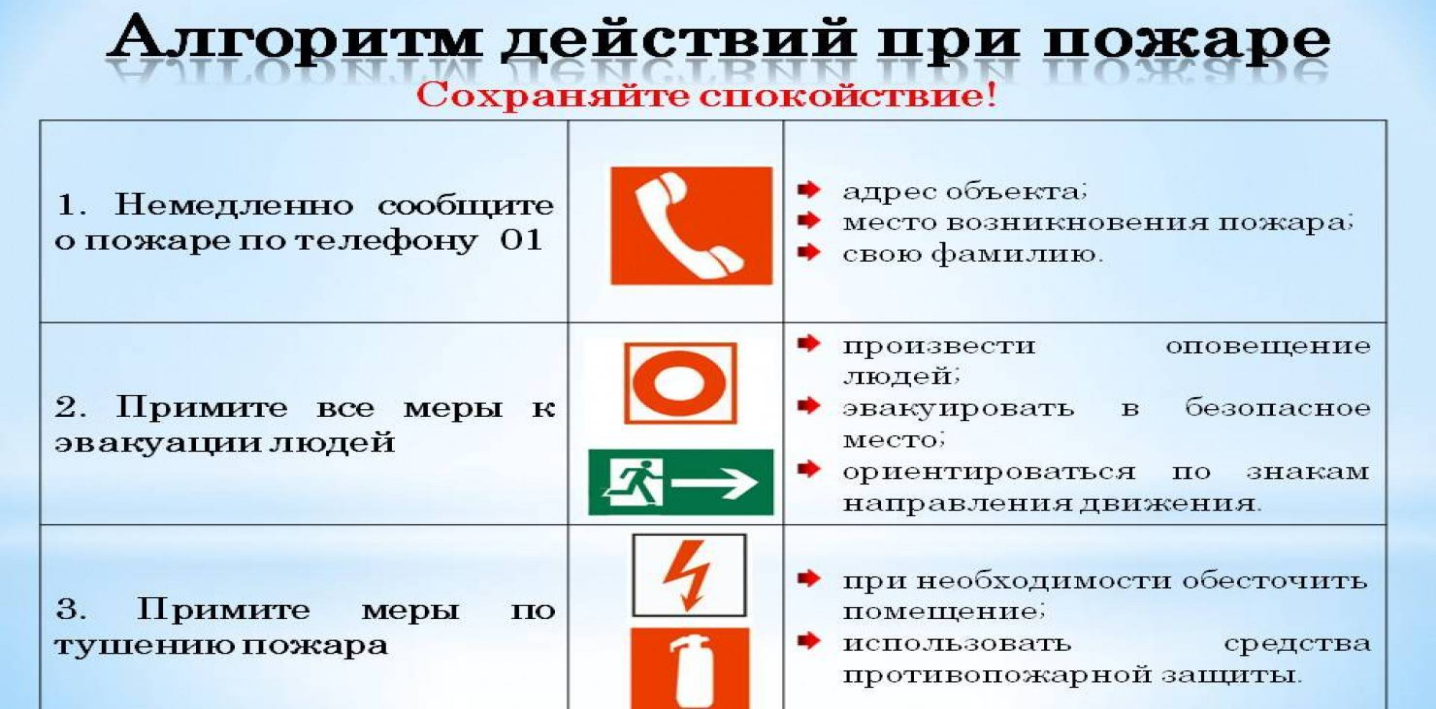 Алгоритм действий при пожаре
Сохраняйте спокойствие!
1. Немедленно сообщите
о пожаре по телефону 01
адрес объекта;
место возникновения пожара;
свою фамилию.
2. Примите все меры к
эвакуации людей
произвести оповещение
людей;
эвакуировать в безопасное
место;
ориентироваться по знакам
направления движения.
3. Примите меры по
тушению пожара
при необходимости обесточить
помещение;
использовать средства
противопожарной защиты.